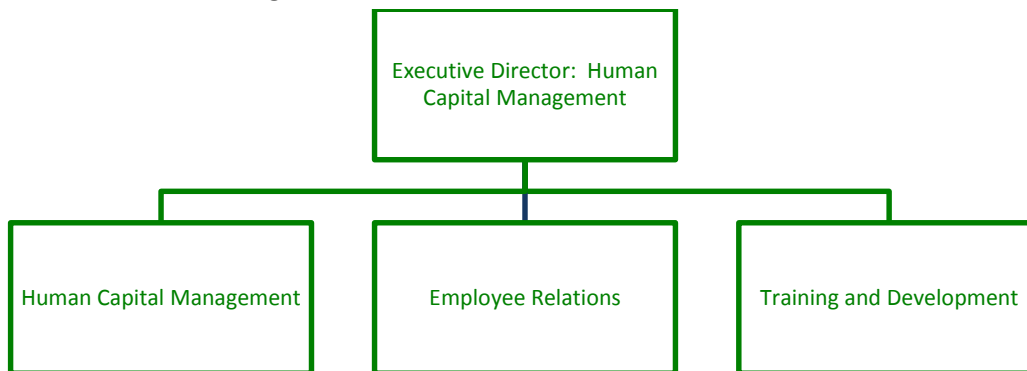 Executive Director:  Human
Capital Management
Human Capital Management
Employee Relations
Training and Development